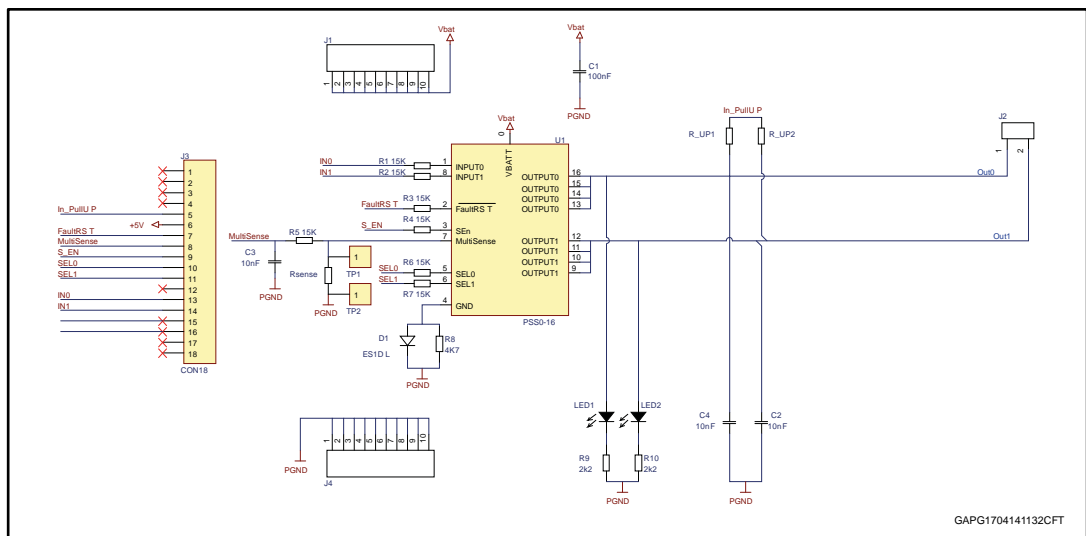 Vbat
J1
1 2 3 4 5 6 7 8 9 10
Vbat
C1
100nF
PGND
In_PullU P
R_UP1
R_UP2
J2
1
2
Vbat
0
U1
VBATT
J3
1
2
3
4
In_PullU P
5
+5V
6
FaultRS T
7
MultiSense
8
S_EN
9
SEL0
10
SEL1
11
12
IN0
13
IN1
14
15
16
17
18
CON18
IN0
R1 15K
1
INPUT0
IN1
R2 15K
8
INPUT1
FaultRS T
R3 15K
2
FaultRS T
S_EN
R4 15K
3
SEn
MultiSense
R5 15K
7
MultiSense
C3
10nF
PGND
Rsense
1
TP1
1
TP2
PGND
SEL0
R6 15K
5
SEL0
SEL1
R7 15K
6
SEL1
4
GND
OUTPUT0
16
OUTPUT0
15
OUTPUT0
14
OUTPUT0
13
Out0
OUTPUT1
12
OUTPUT1
11
OUTPUT1
10
OUTPUT1
9
Out1
PSS0-16
D1
ES1D L
R8
4K7
PGND
1 2 3 4 5 6 7 8 9 10
PGND
J4
LED1
LED2
R9
2k2
R10
2k2
PGND
C4
10nF
C2
10nF
PGND
GAPG1704141132CFT